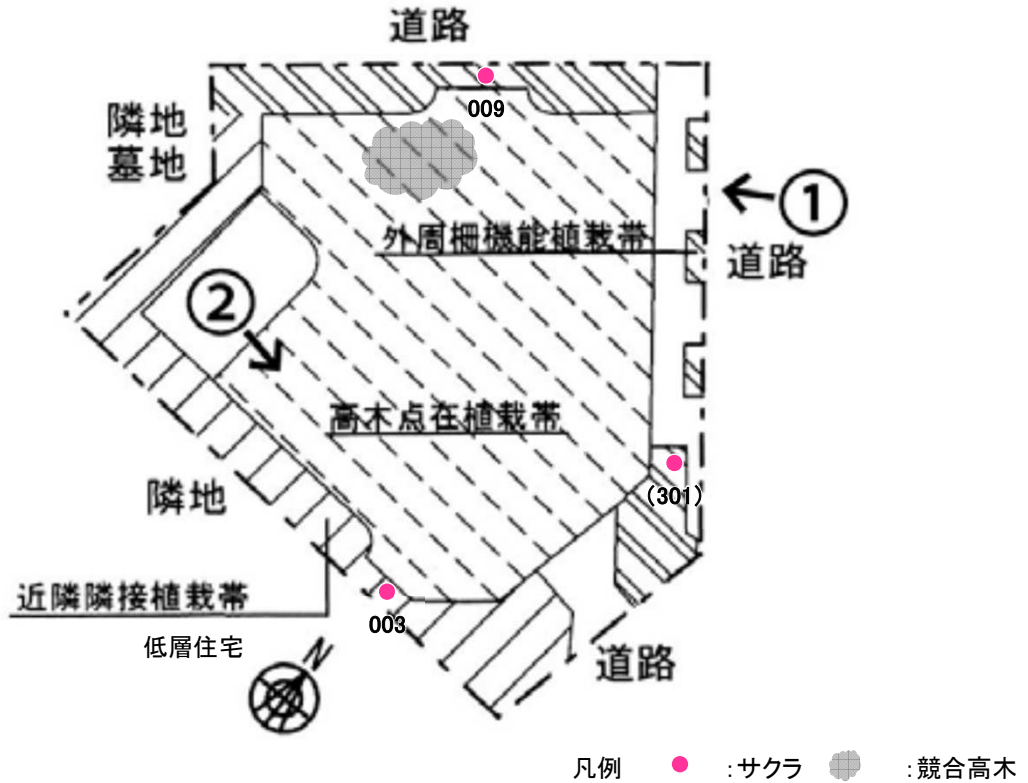 道路
009
隣地
墓地
①
外周柵機能植栽帯
道路
②
高木点在植栽帯
(301)
隣地
近隣隣接植栽帯
003
低層住宅
N
道路
凡例 :サクラ :競合高木